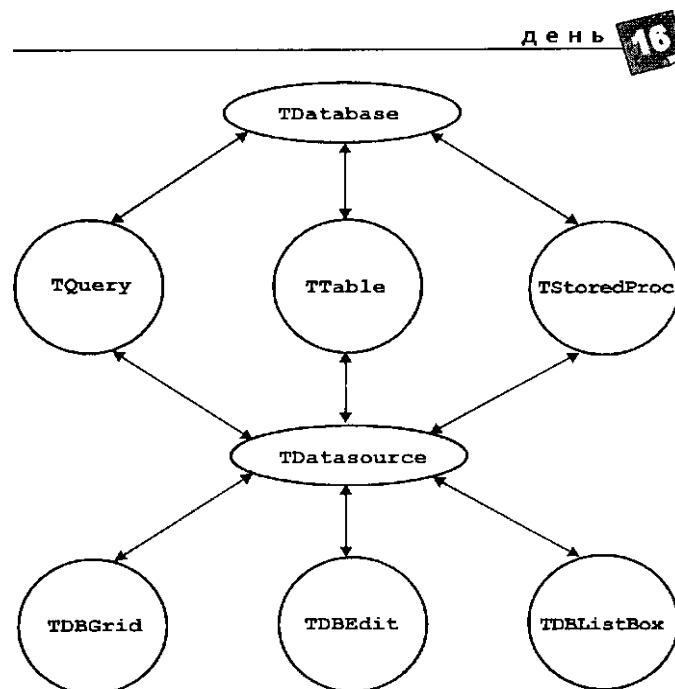 день 16
TDatabase
TQuery TTable TStoredProc
TDatasource
TDBGrid TDBEdit TDBListBox